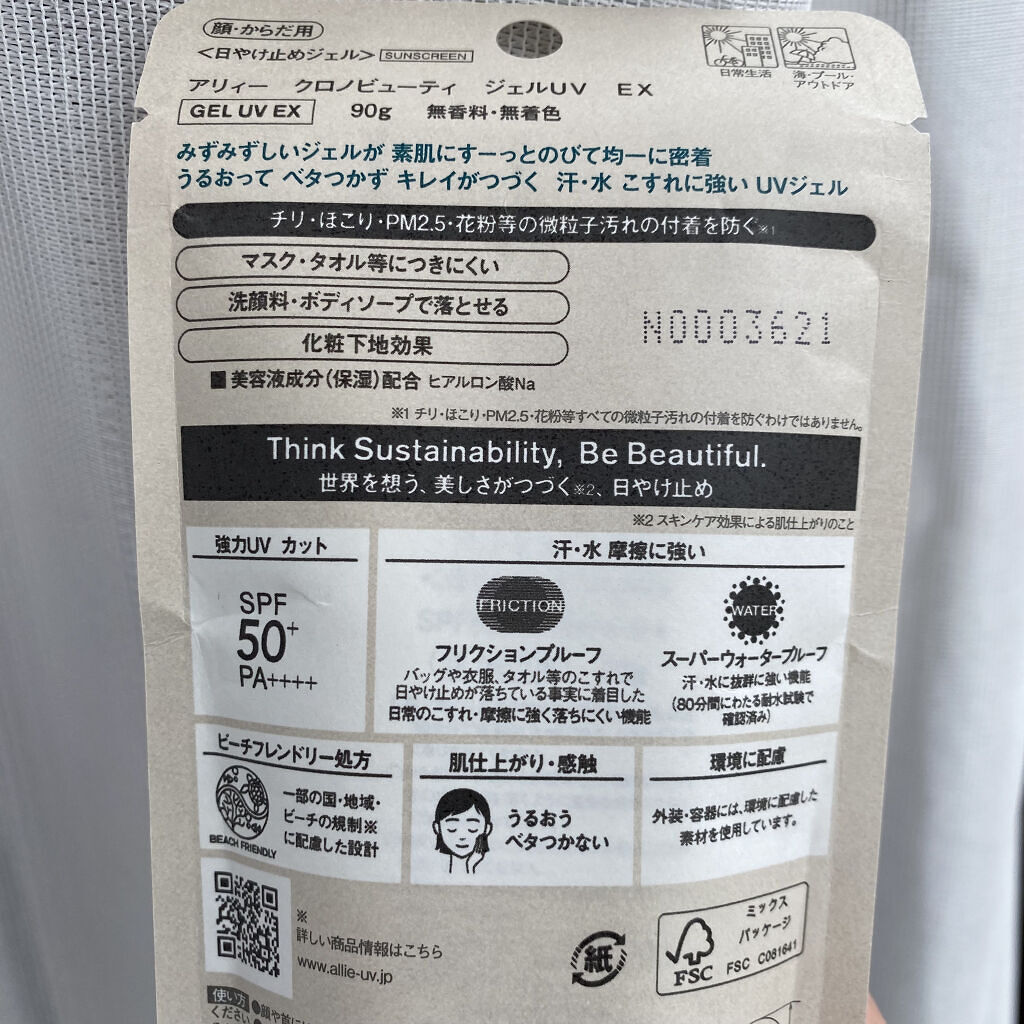 顔・からだ用
<日やけ止めジェル> SUNSCREEN
日常生活
海・プール・
アウトドア
アリィー クロノビューティ ジェルUV EX
GEL UV EX 90g 無香料・無着色
みずみずしいジェルが 素肌にすーっとのびて均一に密着
うるおって ベタつかず キレイがつづく 汗・水 こすれに強い UVジェル
チリ・ほこり・PM2.5・花粉等の微粒子汚れの付着を防ぐ※1
マスク・タオル等につきにくい
洗顔料・ボディソープで落とせる
化粧下地効果
N0003621
美容液成分(保湿)配合 ヒアルロン酸Na
※1 チリ・ほこり・PM2.5・花粉等すべての微粒子汚れの付着を防ぐわけではありません。
Think Sustainability, Be Beautiful.
世界を想う、美しさがつづく※2、日やけ止め
※2 スキンケア効果による肌仕上がりのこと
強力UV カット
SPF
50+
PA++++
汗・水 摩擦に強い
FRICTION
フリクションプルーフ
バッグや衣服、タオル等のこすれで
日やけ止めが落ちている事実に着目した
日常のこすれ・摩擦に強く落ちにくい機能
WATER
スーパーウォータープルーフ
汗・水に抜群に強い機能
(80分間にわたる耐水試験で
確認済み)
ビーチフレンドリー処方
BEACH FRIENDLY
一部の国・地域・
ビーチの規制※
に配慮した設計
肌仕上がり・感触
うるおう
ベタつかない
環境に配慮
外装・容器には、環境に配慮した
素材を使用しています。
※
詳しい商品情報はこちら
www.allie-uv.jp
紙
FSC
ミックス
パッケージ
FSC C081641
使い方 ●顔や首に
ください